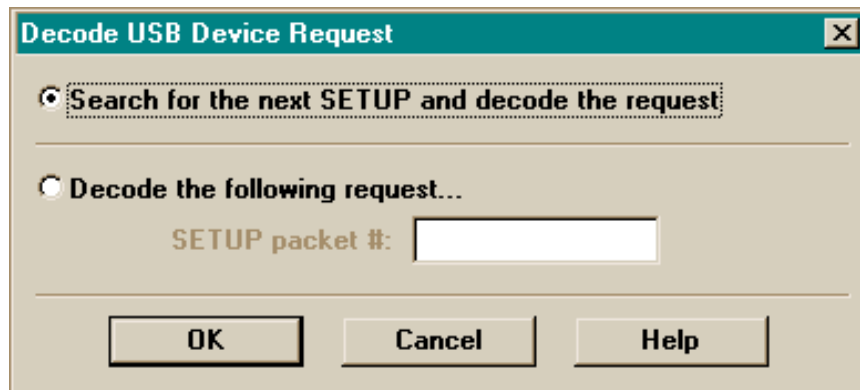 Decode USB Device Request
Search for the next SETUP and decode the request
Decode the following request...
SETUP packet #:
OK Cancel Help